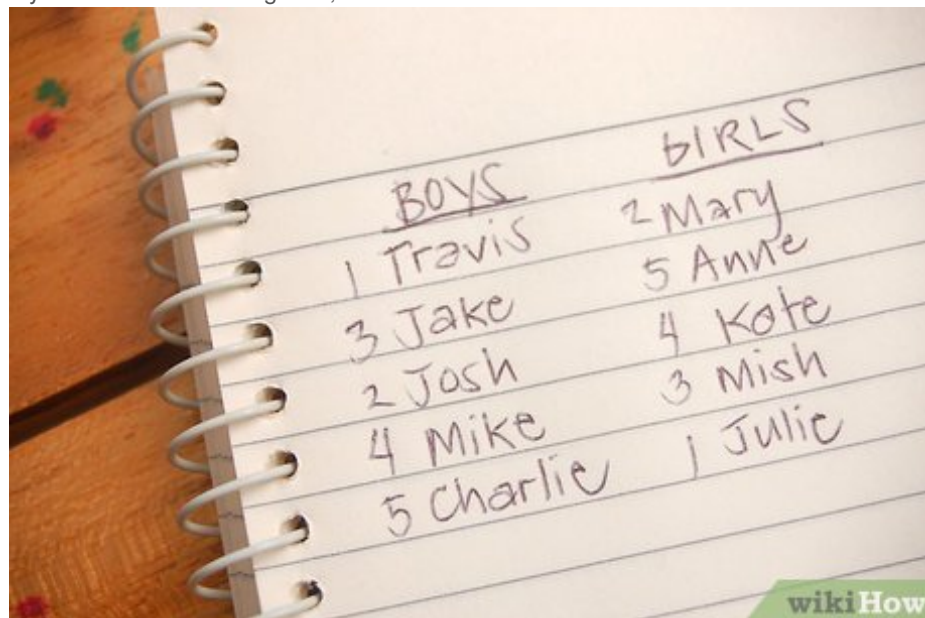 BOYS GIRLS
1 Travis 2 Mary
3 Jake 5 Anne
2 Josh 4 Kate
4 Mike 3 Mish
5 Charlie 1 Julie
wikiHow